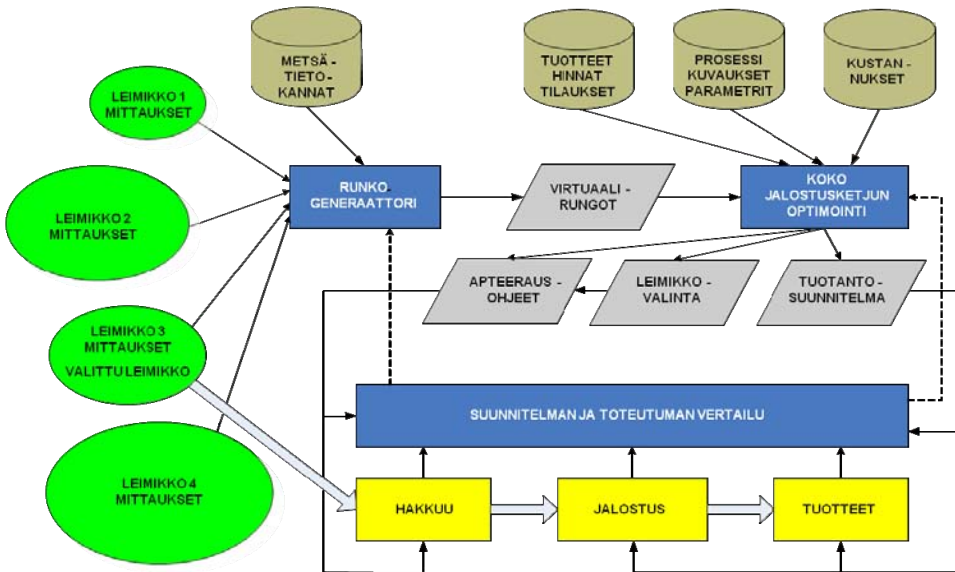 METSÄ -
TIETO -
KANNAT
TUOTTEET
HINNAT
TILAUKSET
PROSESSI
KUVAUKSET
PARAMETRIT
KUSTAN -
NUKSET
LEIMIKKO 1
MITTAUKSET
RUNKO-
GENERAATTORI
VIRTUAALI -
RUNGOT
KOKO
JALOSTUSKETJUN
OPTIMOINTI
LEIMIKKO 2
MITTAUKSET
APTEERAUS -
OHJEET
LEIMIKKO -
VALINTA
TUOTANTO -
SUUNNITELMA
LEIMIKKO 3
MITTAUKSET
VALITTU LEIMIKKO
SUUNNITELMAN JA TOTEUTUMAN VERTAILU
LEIMIKKO 4
MITTAUKSET
HAKKUU
JALOSTUS
TUOTTEET